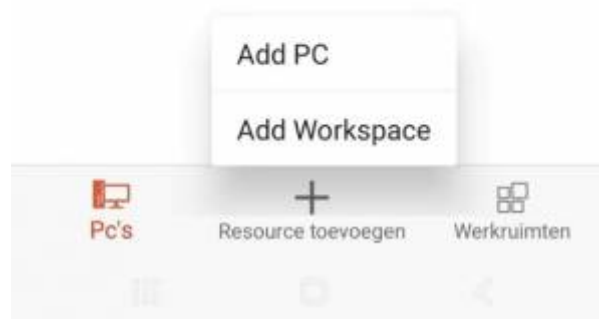 Add PC
Add Workspace
Pc's
Resource toevoegen
Werkruimten